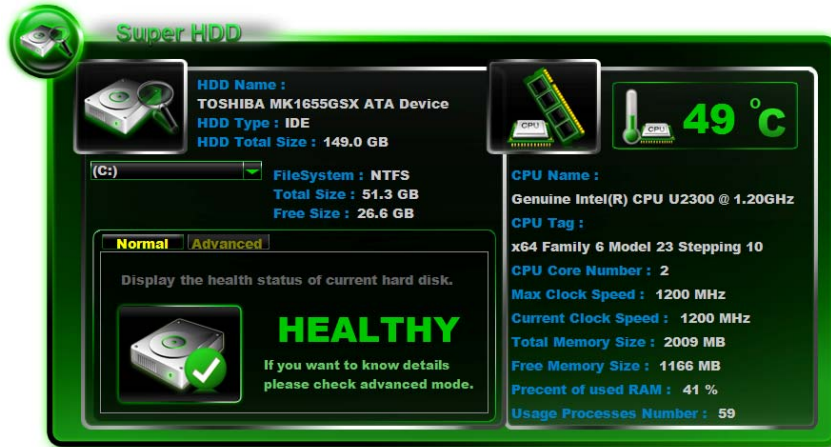 Super HDD
HDD Name :
TOSHIBA MK1655GSX ATA Device
HDD Type : IDE
HDD Total Size : 149.0 GB
(C:)
FileSystem : NTFS
Total Size : 51.3 GB
Free Size : 26.6 GB
Normal Advanced
Display the health status of current hard disk.
HEALTHY
If you want to know details
please check advanced mode.
CPU
CPU
49 °C
CPU Name :
Genuine Intel(R) CPU U2300 @ 1.20GHz
CPU Tag :
x64 Family 6 Model 23 Stepping 10
CPU Core Number : 2
Max Clock Speed : 1200 MHz
Current Clock Speed : 1200 MHz
Total Memory Size : 2009 MB
Free Memory Size : 1166 MB
Precent of used RAM : 41 %
Usage Processes Number : 59